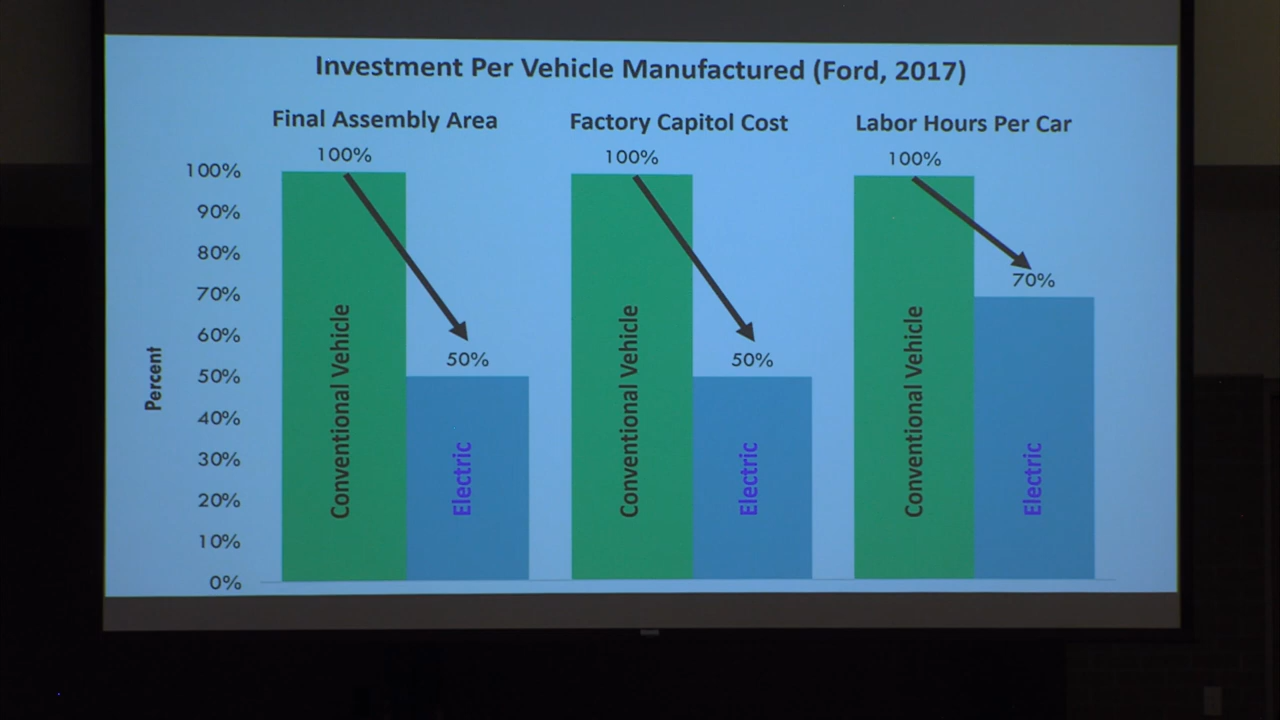 Investment Per Vehicle Manufactured (Ford, 2017)
Final Assembly Area
Factory Capitol Cost
Labor Hours Per Car
100%
100%
100%
100%
90%
80%
70%
60%
50%
40%
30%
20%
10%
0%
Percent
50%
50%
70%
Conventional Vehicle
Electric
Conventional Vehicle
Electric
Conventional Vehicle
Electric